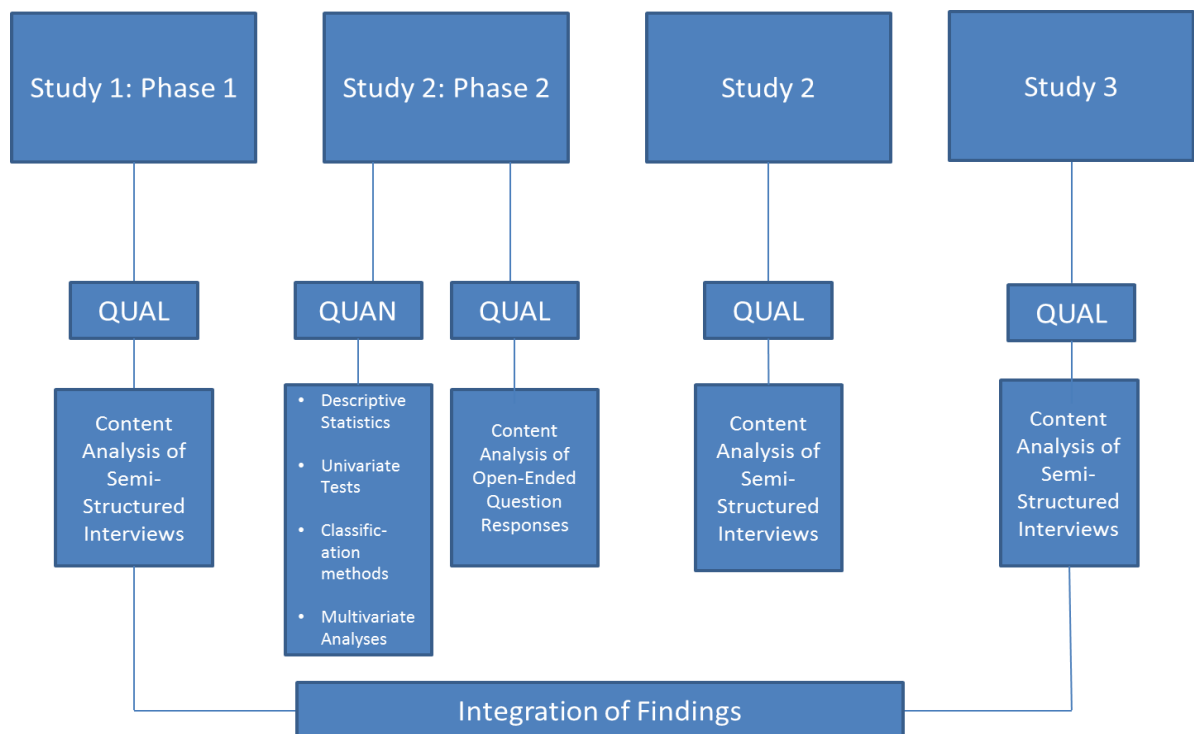 Study 1: Phase 1
Study 2: Phase 2
Study 2
Study 3
QUAL
QUAN
QUAL
QUAL
QUAL
Content
Analysis of
Semi-
Structured
Interviews
• Descriptive
Statistics
• Univariate
Tests
• Classific-
ation
methods
• Multivariate
Analyses
Content
Analysis of
Open-Ended
Question
Responses
Content
Analysis of
Semi-
Structured
Interviews
Content
Analysis of
Semi-
Structured
Interviews
Integration of Findings